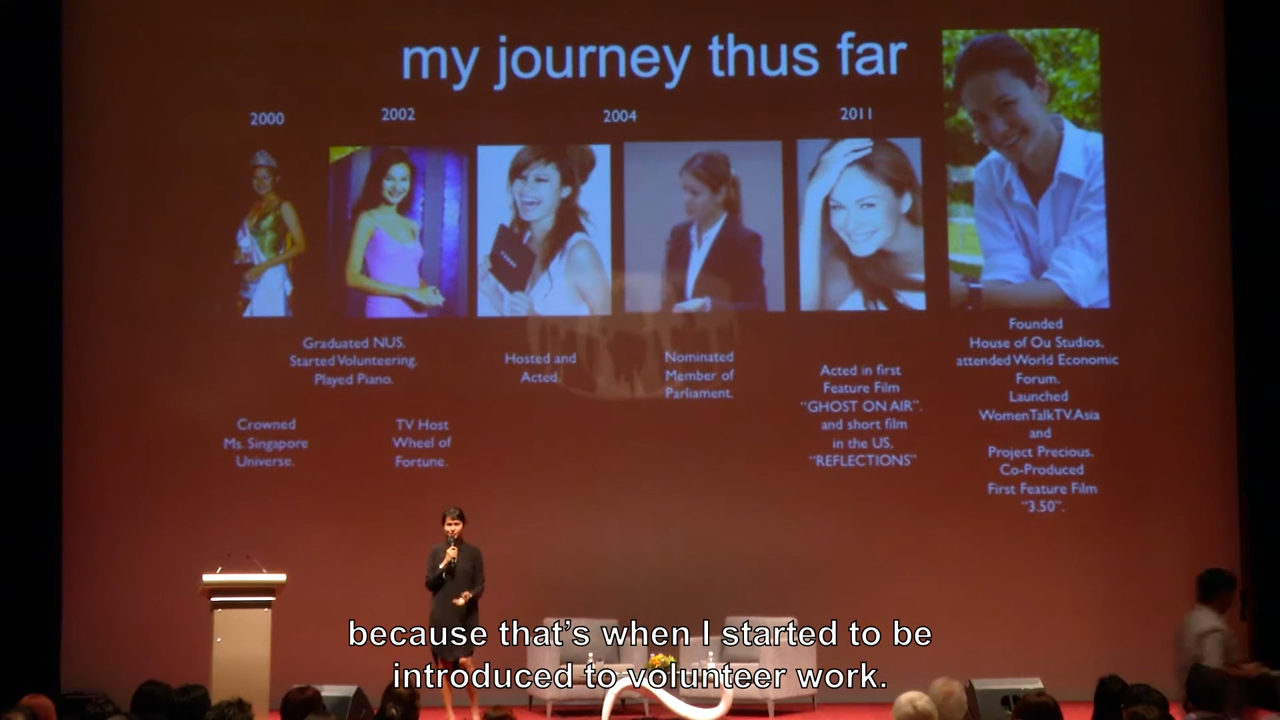 my journey thus far
2000
2002
2004
2011
Graduated NUS.
Started Volunteering.
Played Piano.
Crowned
Ms. Singapore
Universe.
TV Host
Wheel of
Fortune.
Hosted and
Acted.
Nominated
Member of
Parliament.
Acted in first
Feature Film
“GHOST ON AIR”.
and short film
in the US.
“REFLECTIONS”
Founded
House of Ou Studios,
attended World Economic
Forum.
Launched
WomenTalkTV.Asia
and
Project Precious.
Co-Produced
First Feature Film
“3.50”.
because that’s when I started to be
introduced to volunteer work.